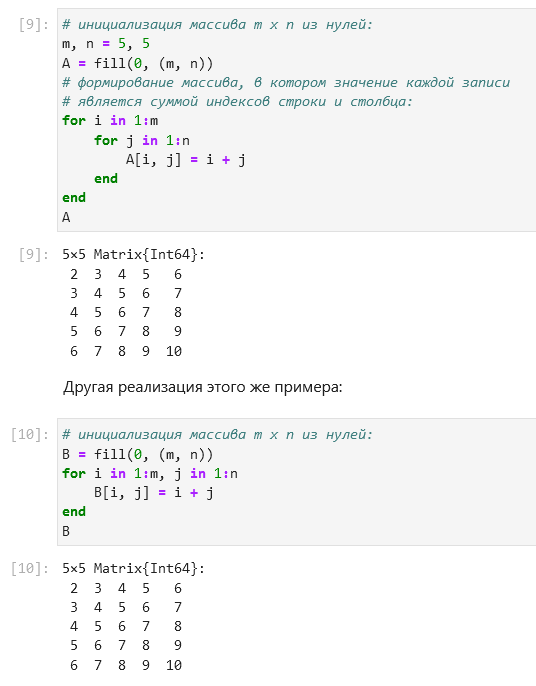 [9]: # инициализация массива m x n из нулей:
m, n = 5, 5
A = fill(0, (m, n))
# формирование массива, в котором значение каждой записи
# является суммой индексов строки и столбца:
for i in 1:m
    for j in 1:n
        A[i, j] = i + j
    end
end
A
[9]: 5×5 Matrix{Int64}:
 2  3  4  5   6
 3  4  5  6   7
 4  5  6  7   8
 5  6  7  8   9
 6  7  8  9  10
Другая реализация этого же примера:
[10]: # инициализация массива m x n из нулей:
B = fill(0, (m, n))
for i in 1:m, j in 1:n
    B[i, j] = i + j
end
B
[10]: 5×5 Matrix{Int64}:
 2  3  4  5   6
 3  4  5  6   7
 4  5  6  7   8
 5  6  7  8   9
 6  7  8  9  10